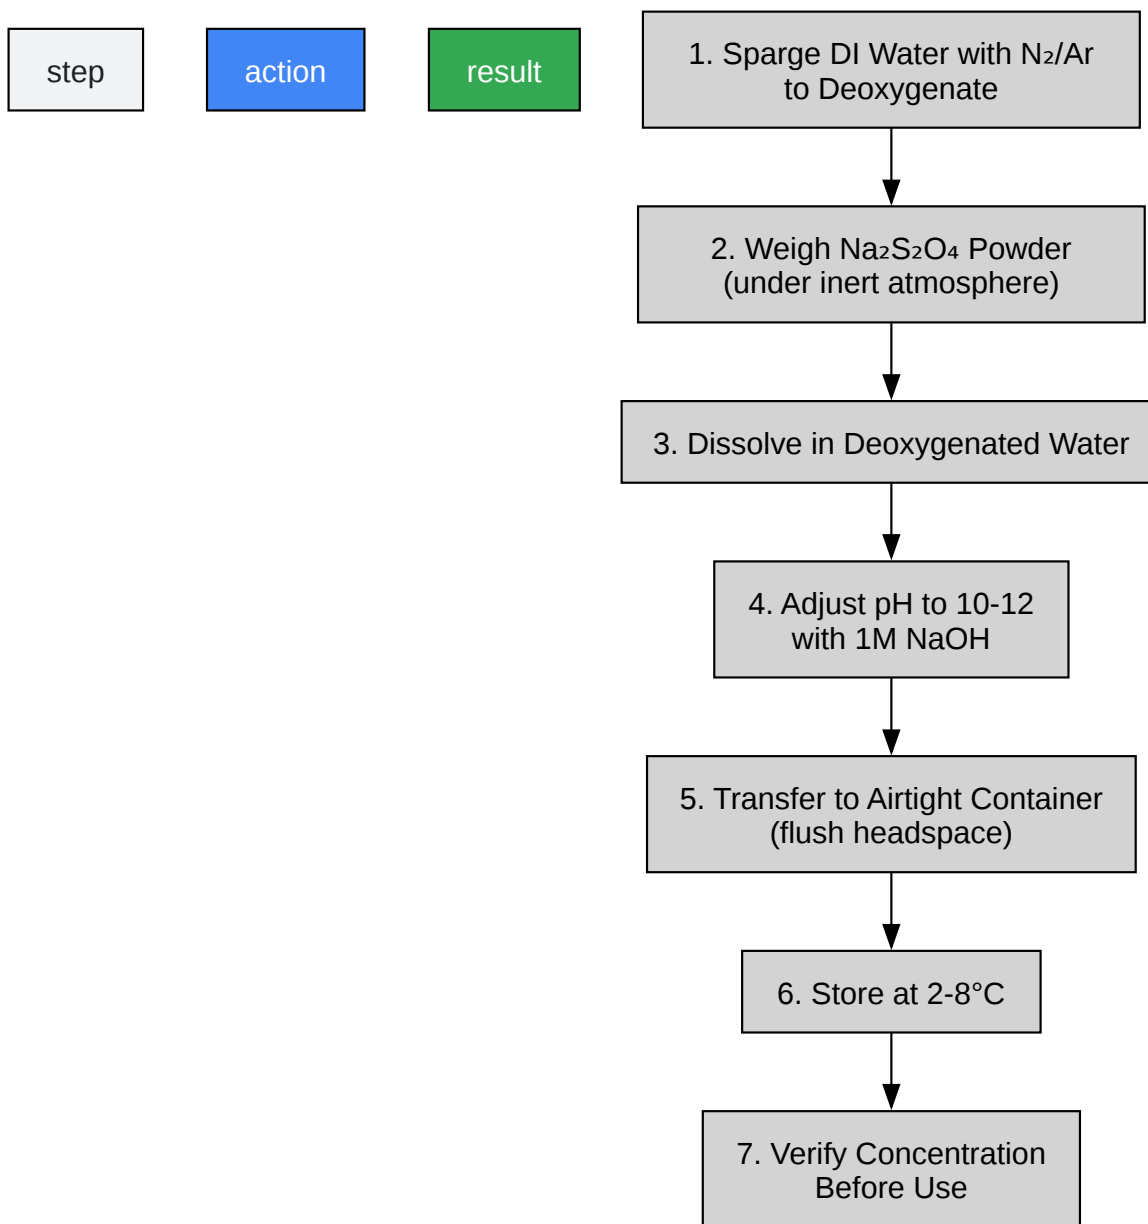 step
action
result
1. Sparge DI Water with N₂/Ar
to Deoxygenate
2. Weigh Na₂S₂O₄ Powder
(under inert atmosphere)
3. Dissolve in Deoxygenated Water
4. Adjust pH to 10-12
with 1M NaOH
5. Transfer to Airtight Container
(flush headspace)
6. Store at 2-8°C
7. Verify Concentration
Before Use